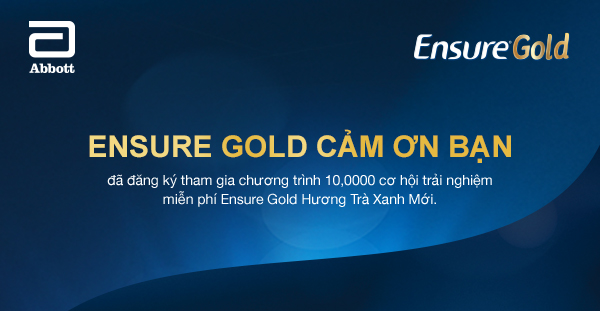 Abbott
Ensure Gold
ENSURE GOLD CẢM ƠN BẠN
đã đăng ký tham gia chương trình 10,0000 cơ hội trải nghiệm
miễn phí Ensure Gold Hương Trà Xanh Mới.